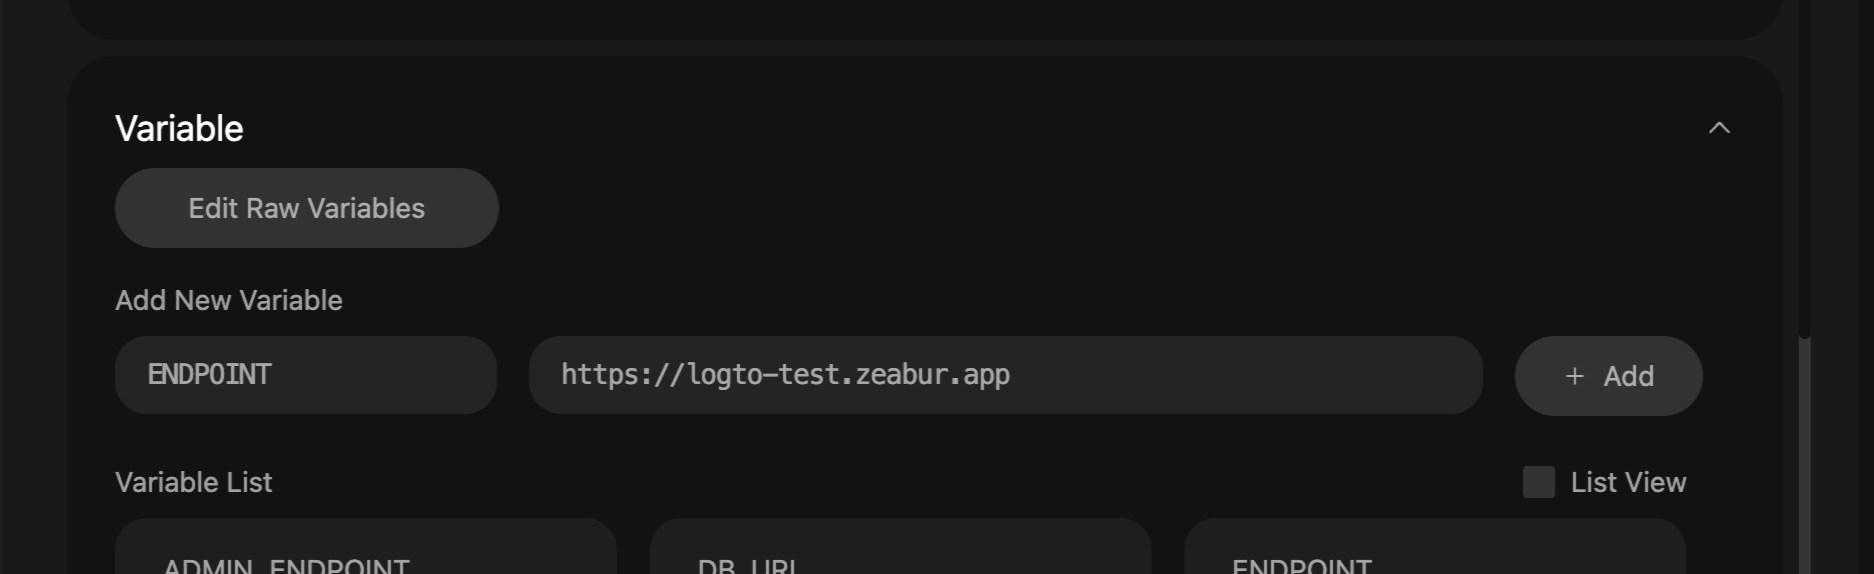 Variable
Edit Raw Variables
Add New Variable
ENDPOINT https://logto-test.zeabur.app + Add
Variable List List View
ADMIN_ENDPOINT DB_URL ENDPOINT